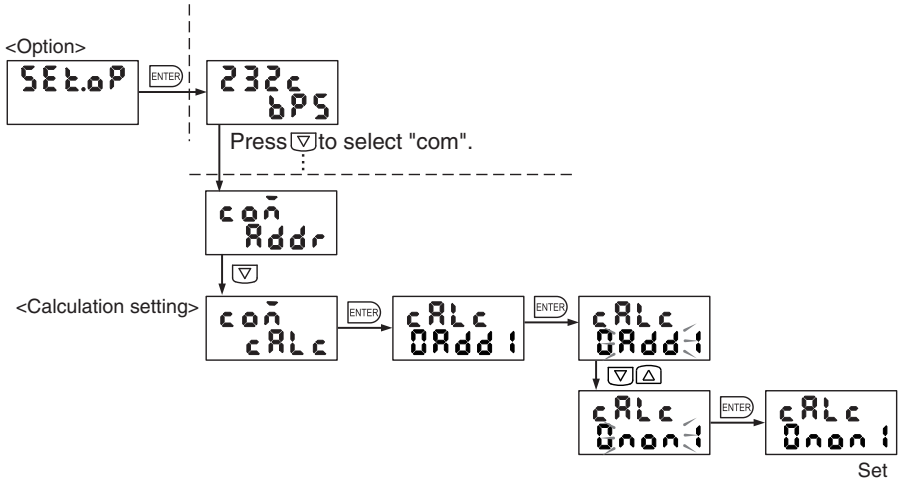 <Option>
SEt.oP
ENTER
232c
bPS
Press ▽ to select "com".
com
Addr
<Calculation setting>
com
cALc
ENTER
cALc
0Add1
ENTER
cALc
0Add1
cALc
0non1
ENTER
cALc
0non1
Set